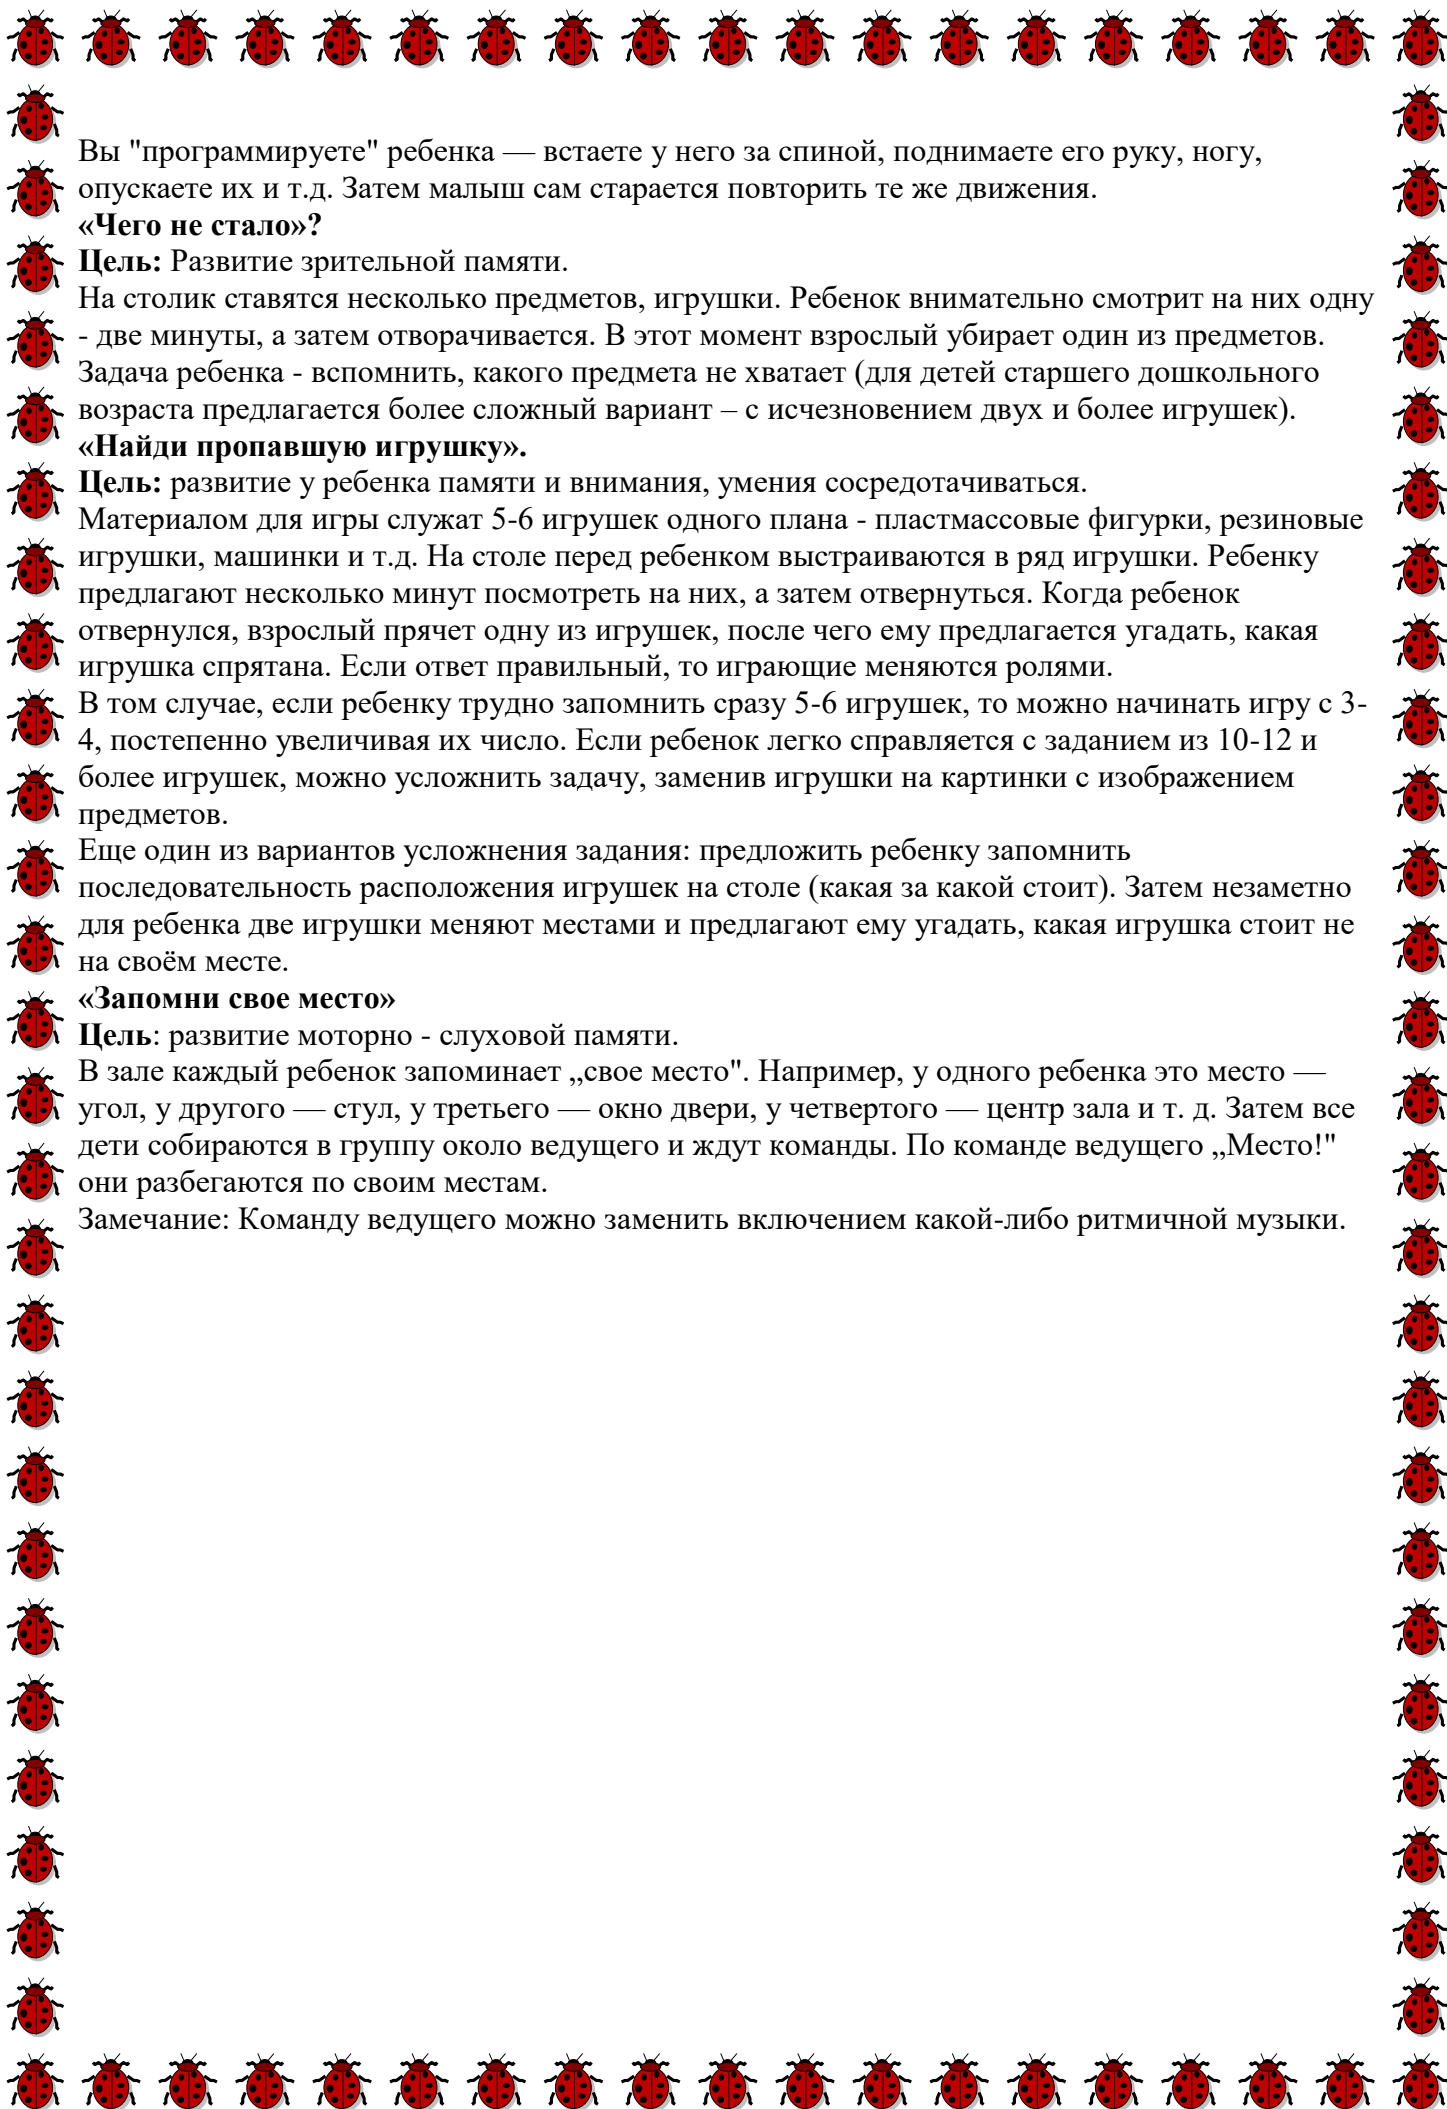 Вы "программируете" ребенка — встаете у него за спиной, поднимаете его руку, ногу,
опускаете их и т.д. Затем малыш сам старается повторить те же движения.
«Чего не стало»?
Цель: Развитие зрительной памяти.
На столик ставятся несколько предметов, игрушки. Ребенок внимательно смотрит на них одну
- две минуты, а затем отворачивается. В этот момент взрослый убирает один из предметов.
Задача ребенка - вспомнить, какого предмета не хватает (для детей старшего дошкольного
возраста предлагается более сложный вариант – с исчезновением двух и более игрушек).
«Найди пропавшую игрушку».
Цель: развитие у ребенка памяти и внимания, умения сосредотачиваться.
Материалом для игры служат 5-6 игрушек одного плана - пластмассовые фигурки, резиновые
игрушки, машинки и т.д. На столе перед ребенком выстраиваются в ряд игрушки. Ребенку
предлагают несколько минут посмотреть на них, а затем отвернуться. Когда ребенок
отвернулся, взрослый прячет одну из игрушек, после чего ему предлагается угадать, какая
игрушка спрятана. Если ответ правильный, то играющие меняются ролями.
В том случае, если ребенку трудно запомнить сразу 5-6 игрушек, то можно начинать игру с 3-
4, постепенно увеличивая их число. Если ребенок легко справляется с заданием из 10-12 и
более игрушек, можно усложнить задачу, заменив игрушки на картинки с изображением
предметов.
Еще один из вариантов усложнения задания: предложить ребенку запомнить
последовательность расположения игрушек на столе (какая за какой стоит). Затем незаметно
для ребенка две игрушки меняют местами и предлагают ему угадать, какая игрушка стоит не
на своём месте.
«Запомни свое место»
Цель: развитие моторно - слуховой памяти.
В зале каждый ребенок запоминает „свое место". Например, у одного ребенка это место —
угол, у другого — стул, у третьего — окно двери, у четвертого — центр зала и т. д. Затем все
дети собираются в группу около ведущего и ждут команды. По команде ведущего „Место!"
они разбегаются по своим местам.
Замечание: Команду ведущего можно заменить включением какой-либо ритмичной музыки.